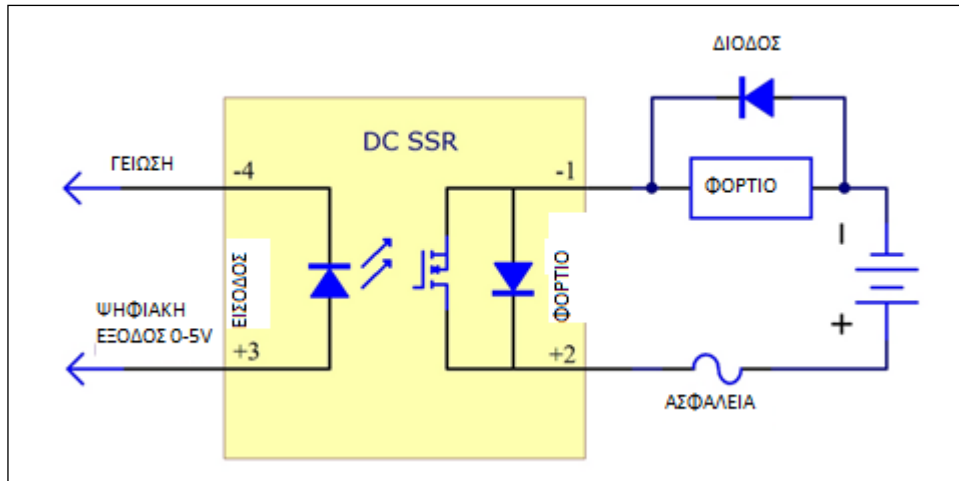 ΔΙΟΔΟΣ
DC SSR
ΓΕΙΩΣΗ
-4
-1
ΦΟΡΤΙΟ
ΕΙΣΟΔΟΣ
ΦΟΡΤΙΟ
ΨΗΦΙΑΚΗ
ΕΞΟΔΟΣ 0-5V
+3
+2
ΑΣΦΑΛΕΙΑ
-
+